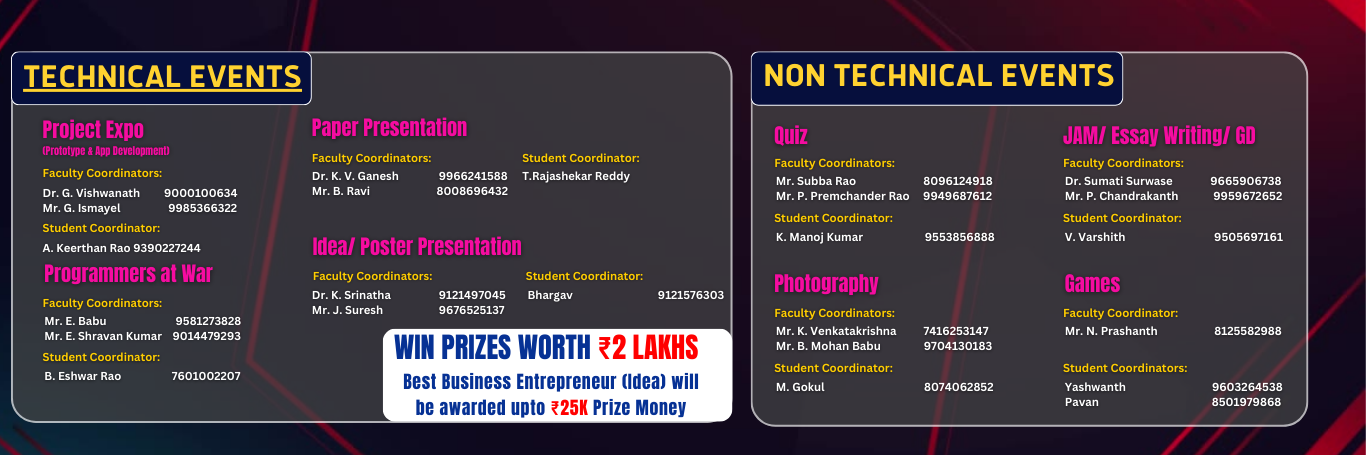 TECHNICAL EVENTS
Project Expo
(Prototype & App Development)
Faculty Coordinators:
Dr. G. Vishwanath 9000100634
Mr. G. Ismayel 9985366322
Student Coordinator:
A. Keerthan Rao 9390227244
Programmers at War
Faculty Coordinators:
Mr. E. Babu 9581273828
Mr. E. Shravan Kumar 9014479293
Student Coordinator:
B. Eshwar Rao 7601002207
Paper Presentation
Faculty Coordinators: Student Coordinator:
Dr. K. V. Ganesh 9966241588 T.Rajashekar Reddy
Mr. B. Ravi 8008696432
Idea/ Poster Presentation
Faculty Coordinators: Student Coordinator:
Dr. K. Srinatha 9121497045 Bhargav 9121576303
Mr. J. Suresh 9676525137
WIN PRIZES WORTH ₹2 LAKHS
Best Business Entrepreneur (Idea) will
be awarded upto ₹25K Prize Money
NON TECHNICAL EVENTS
Quiz
Faculty Coordinators:
Mr. Subba Rao 8096124918
Mr. P. Premchander Rao 9949687612
Student Coordinator:
K. Manoj Kumar 9553856888
Photography
Faculty Coordinators:
Mr. K. Venkatakrishna 7416253147
Mr. B. Mohan Babu 9704130183
Student Coordinator:
M. Gokul 8074062852
JAM/ Essay Writing/ GD
Faculty Coordinators:
Dr. Sumati Surwase 9665906738
Mr. P. Chandrakanth 9959672652
Student Coordinator:
V. Varshith 9505697161
Games
Faculty Coordinator:
Mr. N. Prashanth 8125582988
Student Coordinators:
Yashwanth 9603264538
Pavan 8501979868